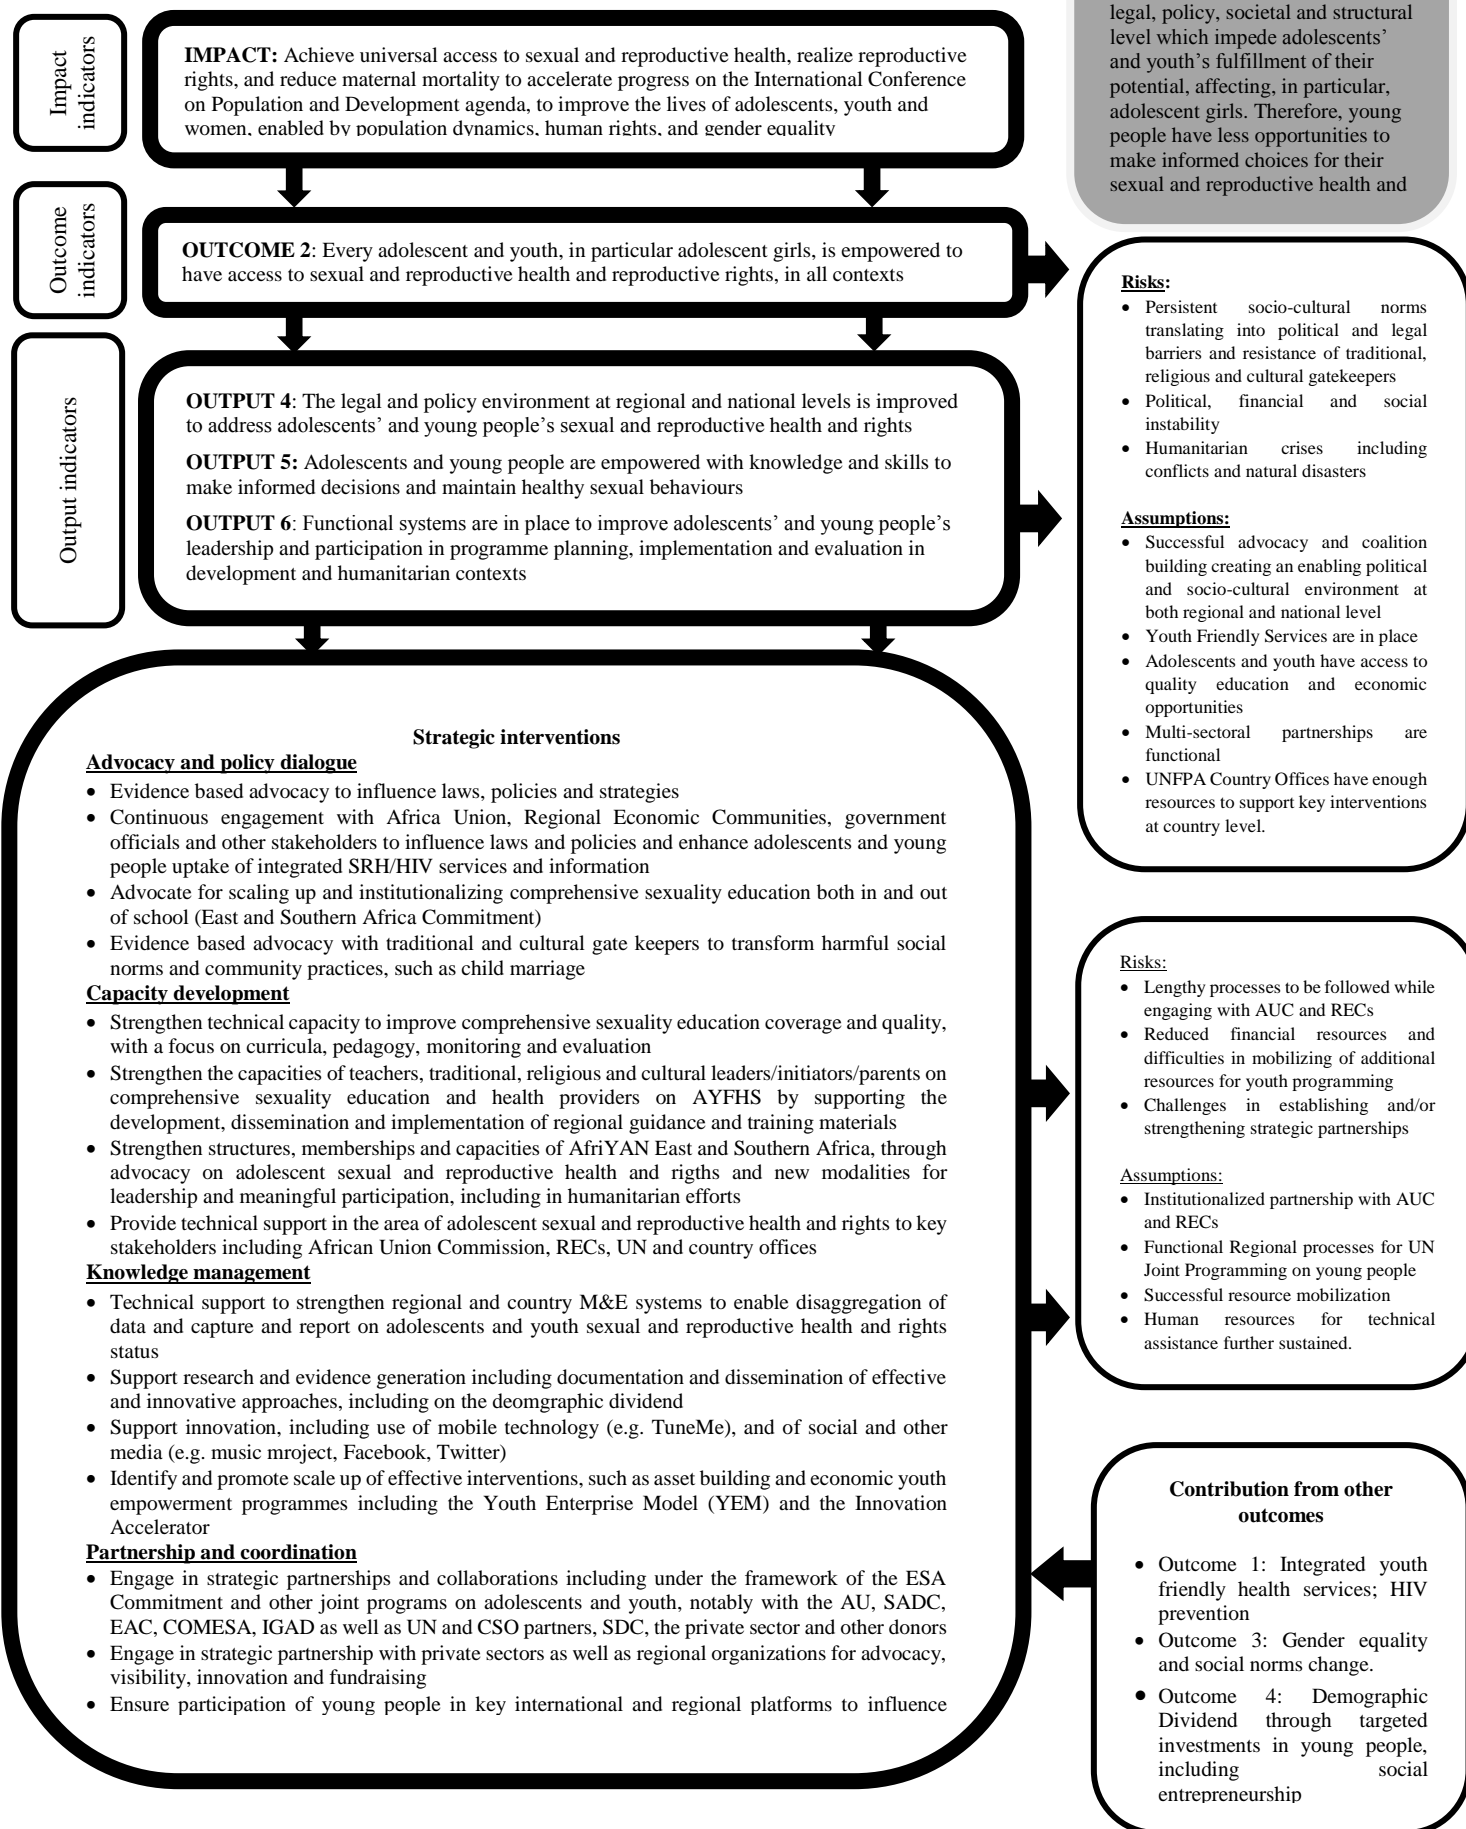 Impact
indicators
IMPACT: Achieve universal access to sexual and reproductive health, realize reproductive
rights, and reduce maternal mortality to accelerate progress on the International Conference
on Population and Development agenda, to improve the lives of adolescents, youth and
women, enabled by population dynamics, human rights, and gender equality
legal, policy, societal and structural
level which impede adolescents’
and youth’s fulfillment of their
potential, affecting, in particular,
adolescent girls. Therefore, young
people have less opportunities to
make informed choices for their
sexual and reproductive health and
Outcome
indicators
OUTCOME 2: Every adolescent and youth, in particular adolescent girls, is empowered to
have access to sexual and reproductive health and reproductive rights, in all contexts
Output indicators
OUTPUT 4: The legal and policy environment at regional and national levels is improved
to address adolescents’ and young people’s sexual and reproductive health and rights
OUTPUT 5: Adolescents and young people are empowered with knowledge and skills to
make informed decisions and maintain healthy sexual behaviours
OUTPUT 6: Functional systems are in place to improve adolescents’ and young people’s
leadership and participation in programme planning, implementation and evaluation in
development and humanitarian contexts
Risks:
• Persistent socio-cultural norms
translating into political and legal
barriers and resistance of traditional,
religious and cultural gatekeepers
• Political, financial and social
instability
• Humanitarian crises including
conflicts and natural disasters
Assumptions:
• Successful advocacy and coalition
building creating an enabling political
and socio-cultural environment at
both regional and national level
• Youth Friendly Services are in place
• Adolescents and youth have access to
quality education and economic
opportunities
• Multi-sectoral partnerships are
functional
• UNFPA Country Offices have enough
resources to support key interventions
at country level.
Strategic interventions
Advocacy and policy dialogue
• Evidence based advocacy to influence laws, policies and strategies
• Continuous engagement with Africa Union, Regional Economic Communities, government
officials and other stakeholders to influence laws and policies and enhance adolescents and young
people uptake of integrated SRH/HIV services and information
• Advocate for scaling up and institutionalizing comprehensive sexuality education both in and out
of school (East and Southern Africa Commitment)
• Evidence based advocacy with traditional and cultural gate keepers to transform harmful social
norms and community practices, such as child marriage
Capacity development
• Strengthen technical capacity to improve comprehensive sexuality education coverage and quality,
with a focus on curricula, pedagogy, monitoring and evaluation
• Strengthen the capacities of teachers, traditional, religious and cultural leaders/initiators/parents on
comprehensive sexuality education and health providers on AYFHS by supporting the
development, dissemination and implementation of regional guidance and training materials
• Strengthen structures, memberships and capacities of AfriYAN East and Southern Africa, through
advocacy on adolescent sexual and reproductive health and rigths and new modalities for
leadership and meaningful participation, including in humanitarian efforts
• Provide technical support in the area of adolescent sexual and reproductive health and rights to key
stakeholders including African Union Commission, RECs, UN and country offices
Knowledge management
• Technical support to strengthen regional and country M&E systems to enable disaggregation of
data and capture and report on adolescents and youth sexual and reproductive health and rights
status
• Support research and evidence generation including documentation and dissemination of effective
and innovative approaches, including on the deomgraphic dividend
• Support innovation, including use of mobile technology (e.g. TuneMe), and of social and other
media (e.g. music mroject, Facebook, Twitter)
• Identify and promote scale up of effective interventions, such as asset building and economic youth
empowerment programmes including the Youth Enterprise Model (YEM) and the Innovation
Accelerator
Partnership and coordination
• Engage in strategic partnerships and collaborations including under the framework of the ESA
Commitment and other joint programs on adolescents and youth, notably with the AU, SADC,
EAC, COMESA, IGAD as well as UN and CSO partners, SDC, the private sector and other donors
• Engage in strategic partnership with private sectors as well as regional organizations for advocacy,
visibility, innovation and fundraising
• Ensure participation of young people in key international and regional platforms to influence
Risks:
• Lengthy processes to be followed while
engaging with AUC and RECs
• Reduced financial resources and
difficulties in mobilizing of additional
resources for youth programming
• Challenges in establishing and/or
strengthening strategic partnerships
Assumptions:
• Institutionalized partnership with AUC
and RECs
• Functional Regional processes for UN
Joint Programming on young people
• Successful resource mobilization
• Human resources for technical
assistance further sustained.
Contribution from other
outcomes
• Outcome 1: Integrated youth
friendly health services; HIV
prevention
• Outcome 3: Gender equality
and social norms change.
• Outcome 4: Demographic
Dividend through targeted
investments in young people,
including social
entrepreneurship